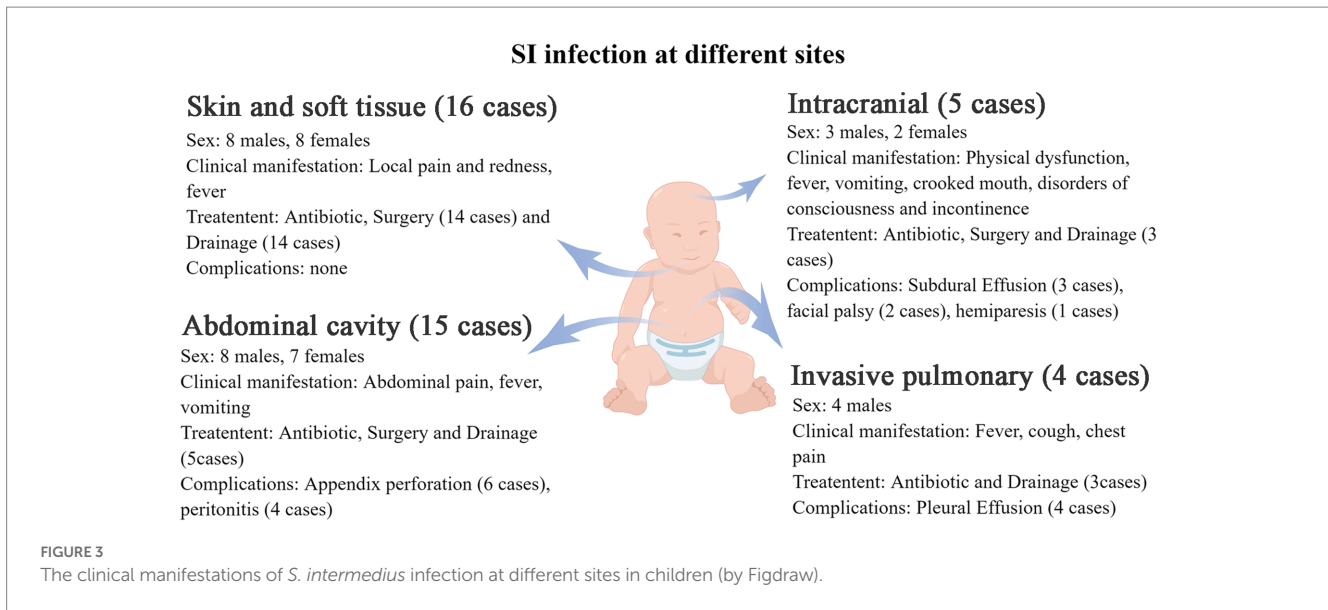 SI infection at different sites
Skin and soft tissue (16 cases)
Sex: 8 males, 8 females
Clinical manifestation: Local pain and redness,
fever
Treatentent: Antibiotic, Surgery (14 cases) and
Drainage (14 cases)
Complications: none
Abdominal cavity (15 cases)
Sex: 8 males, 7 females
Clinical manifestation: Abdominal pain, fever,
vomiting
Treatentent: Antibiotic, Surgery and Drainage
(5cases)
Complications: Appendix perforation (6 cases),
peritonitis (4 cases)
Intracranial (5 cases)
Sex: 3 males, 2 females
Clinical manifestation: Physical dysfunction,
fever, vomiting, crooked mouth, disorders of
consciousness and incontinence
Treatentent: Antibiotic, Surgery and Drainage (3
cases)
Complications: Subdural Effusion (3 cases),
facial palsy (2 cases), hemiparesis (1 cases)
Invasive pulmonary (4 cases)
Sex: 4 males
Clinical manifestation: Fever, cough, chest
pain
Treatentent: Antibiotic and Drainage (3cases)
Complications: Pleural Effusion (4 cases)
FIGURE 3
The clinical manifestations of S. intermedius infection at different sites in children (by Figdraw).